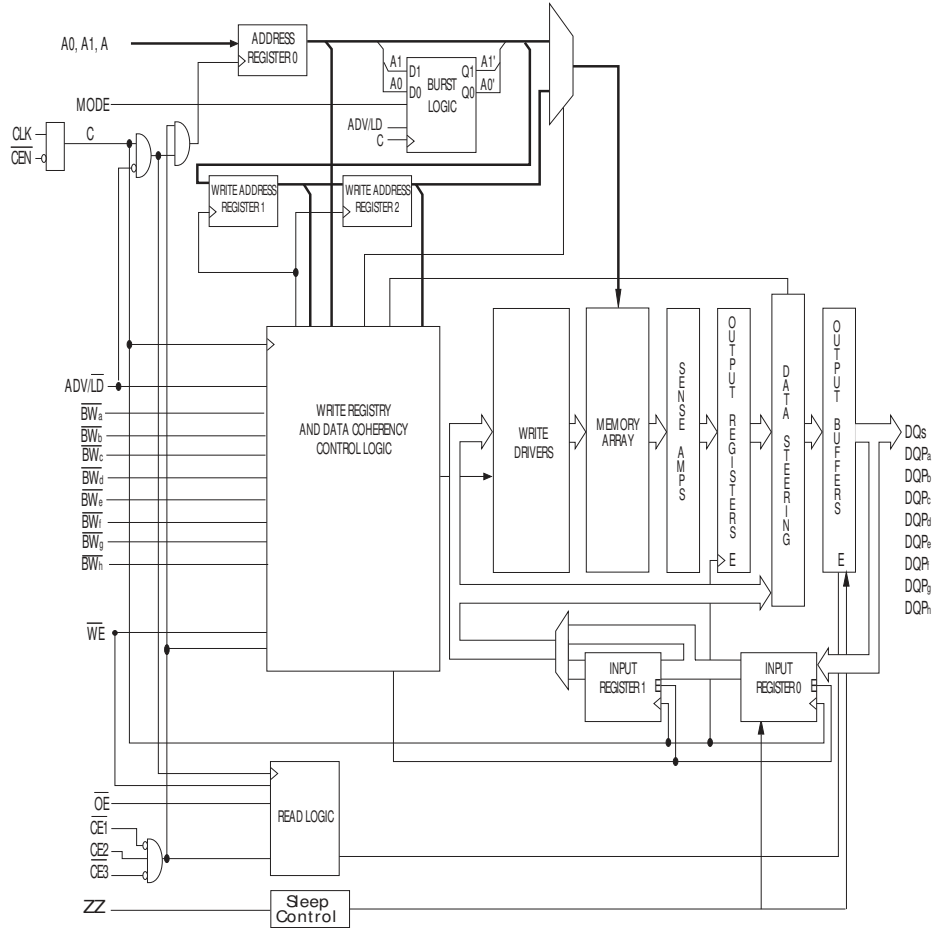 A0, A1, A
ADDRESS
REGISTER 0
A1
A0
D1
D0
BURST
LOGIC
Q1
Q0
A1'
A0'
MODE
ADV/LD
C
CLK
CEN
C
WRITE ADDRESS
REGISTER 1
WRITE ADDRESS
REGISTER 2
ADV/LD
BWa
BWb
BWc
BWd
BWe
BWf
BWg
BWh
WE
WRITE REGISTRY
AND DATA COHERENCY
CONTROL LOGIC
WRITE
DRIVERS
MEMORY
ARRAY
SENSE AMPS
OUTPUT REGISTERS
E
DATA STEERING
OUTPUT BUFFERS
E
DQs
DQPa
DQPb
DQPc
DQPd
DQPe
DQPf
DQPg
DQPh
INPUT
REGISTER 1
E
INPUT
REGISTER 0
E
OE
CE1
CE2
CE3
READ LOGIC
ZZ
Sleep
Control